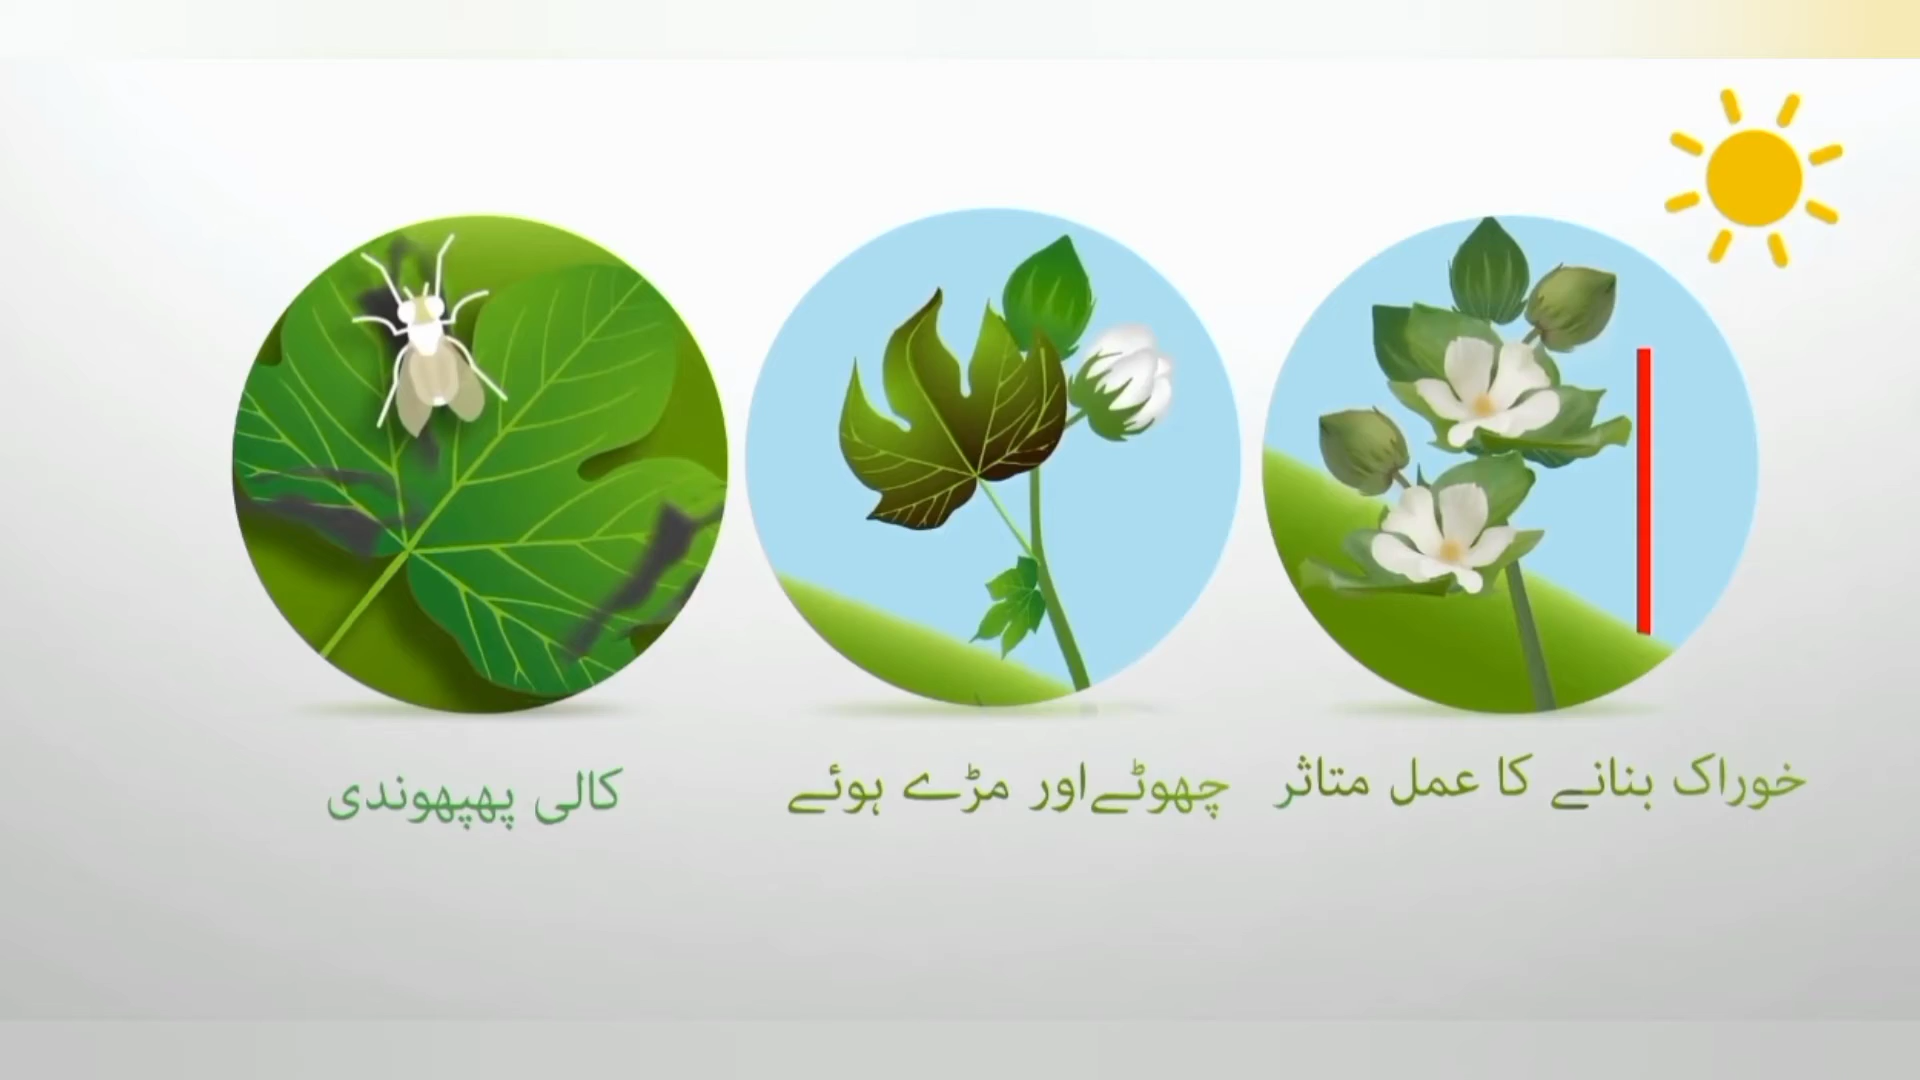 خوراک بنانے کا عمل متاثر
چھوٹے اور مڑے ہوئے
کالی پھپھوندی